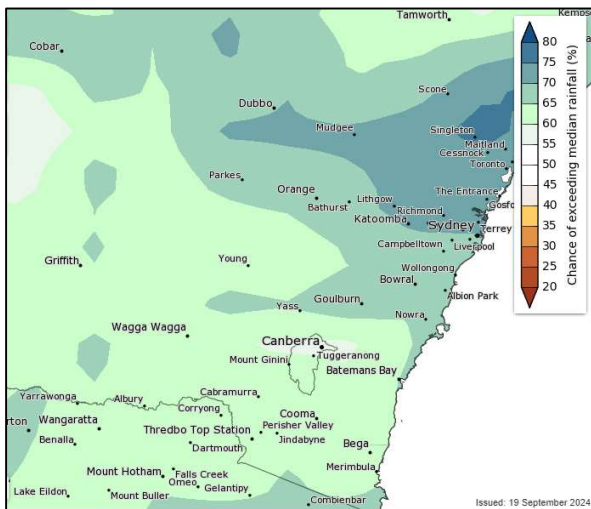 Tamworth
Kempse
Cobar
Scone
Dubbo
Mudgee
Singleton
Maitland
Cessnock
Toronto
Parkes
Orange
Bathurst
Lithgow
The Entrance
Richmond
Gosfo
Katoomba
Sydney
Terrey
Campbelltown
Liverpool
Griffith
Young
Wollongong
Bowral
Goulburn
Albion Park
Yass
Nowra
Wagga Wagga
Canberra
Mount Ginini
Tuggeranong
Batemans Bay
Yarrawonga
Albury
Cabramurra
Corryong
Cooma
rton
Wangaratta
Perisher Valley
Thredbo Top Station
Jindabyne
Benalla
Dartmouth
Bega
Merimbula
Mount Hotham
Falls Creek
Omeo
Gelantipy
Lake Eildon
Mount Buller
Combienbar
80
75
70
65
60
55
50
45
40
35
30
25
20
Chance of exceeding median rainfall (%)
Issued: 19 September 2024